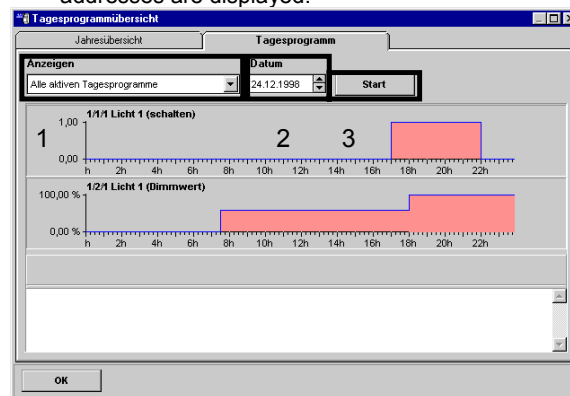 addresses are displayed.
Tagesprogrammübersicht
Jahresübersicht Tagesprogramm
Anzeigen Datum
Alle aktiven Tagesprogramme 24.12.1998 Start
1/1/1 Licht 1 (schalten)
1,00
1 2 3
0,00
h 2h 4h 6h 8h 10h 12h 14h 16h 18h 20h 22h
1/2/1 Licht 1 (Dimmwert)
100,00 %
0,00 %
h 2h 4h 6h 8h 10h 12h 14h 16h 18h 20h 22h
OK